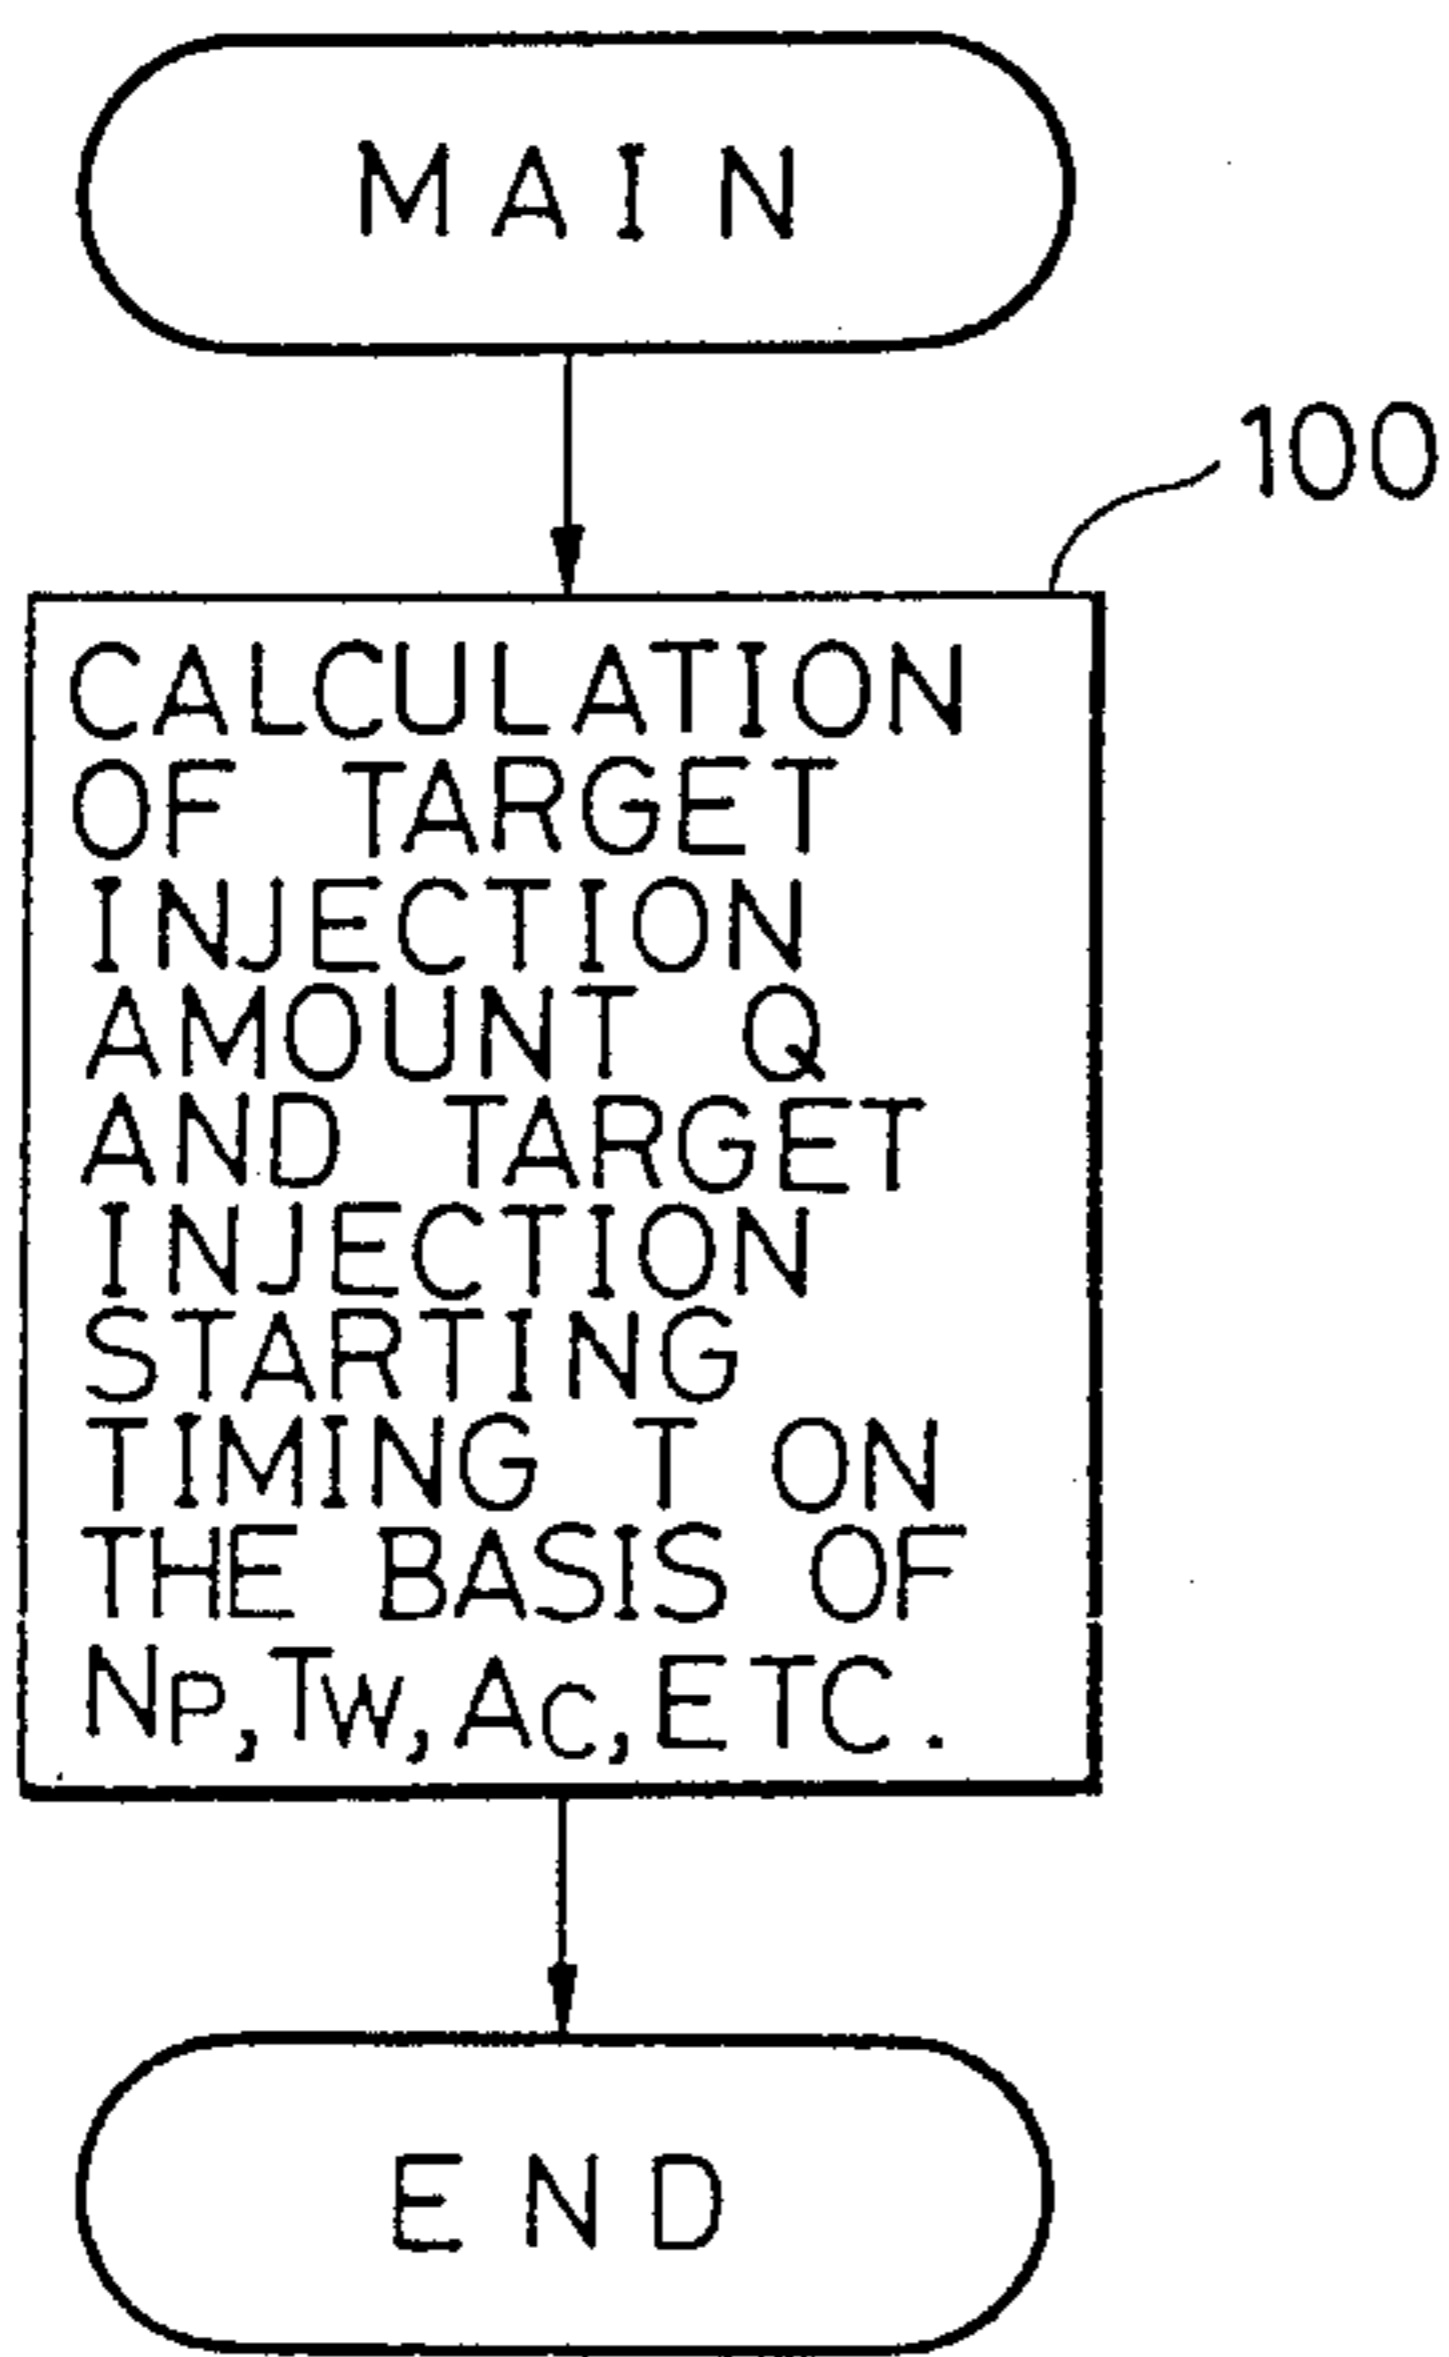 MAIN
100
CALCULATION
OF TARGET
INJECTION
AMOUNT Q
AND TARGET
INJECTION
STARTING
TIMING T ON
THE BASIS OF
NP, TW, AC, ETC.
END